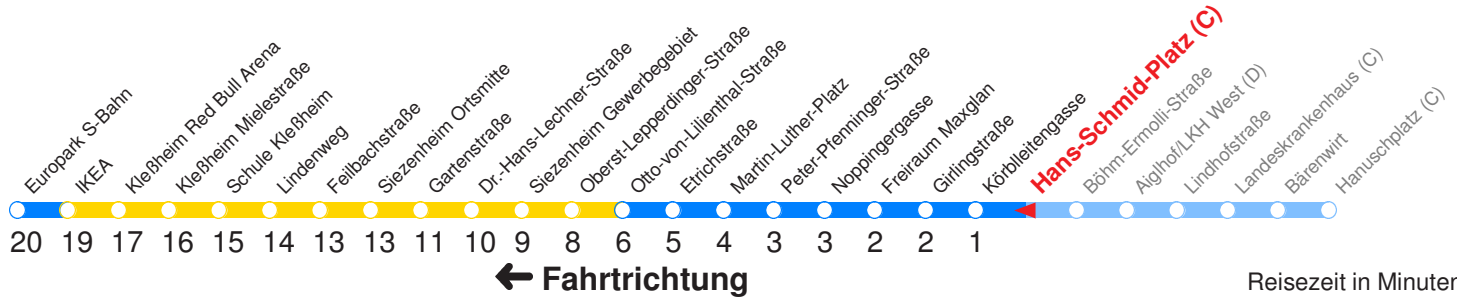 Europark S-Bahn
IKEA
Kleßheim Red Bull Arena
Kleßheim Mielestraße
Schule Kleßheim
Lindenweg
Feilbachstraße
Siezenheim Ortsmitte
Gartenstraße
Dr.-Hans-Lechner-Straße
Siezenheim Gewerbegebiet
Oberst-Lepperdinger-Straße
Otto-von-Lilienthal-Straße
Etrichstraße
Martin-Luther-Platz
Peter-Pfenninger-Straße
Noppingergasse
Freiraum Maxglan
Girlingstraße
Körblleitengasse
Hans-Schmid-Platz (C)
Böhm-Ermolli-Straße
Aiglhof/LKH West (D)
Lindhofstraße
Landeskrankenhaus (C)
Bärenwirt
Hanuschplatz (C)
20 19 17 16 15 14 13 13 11 10 9 8 6 5 4 3 3 2 2 1
← Fahrtrichtung
Reisezeit in Minuten